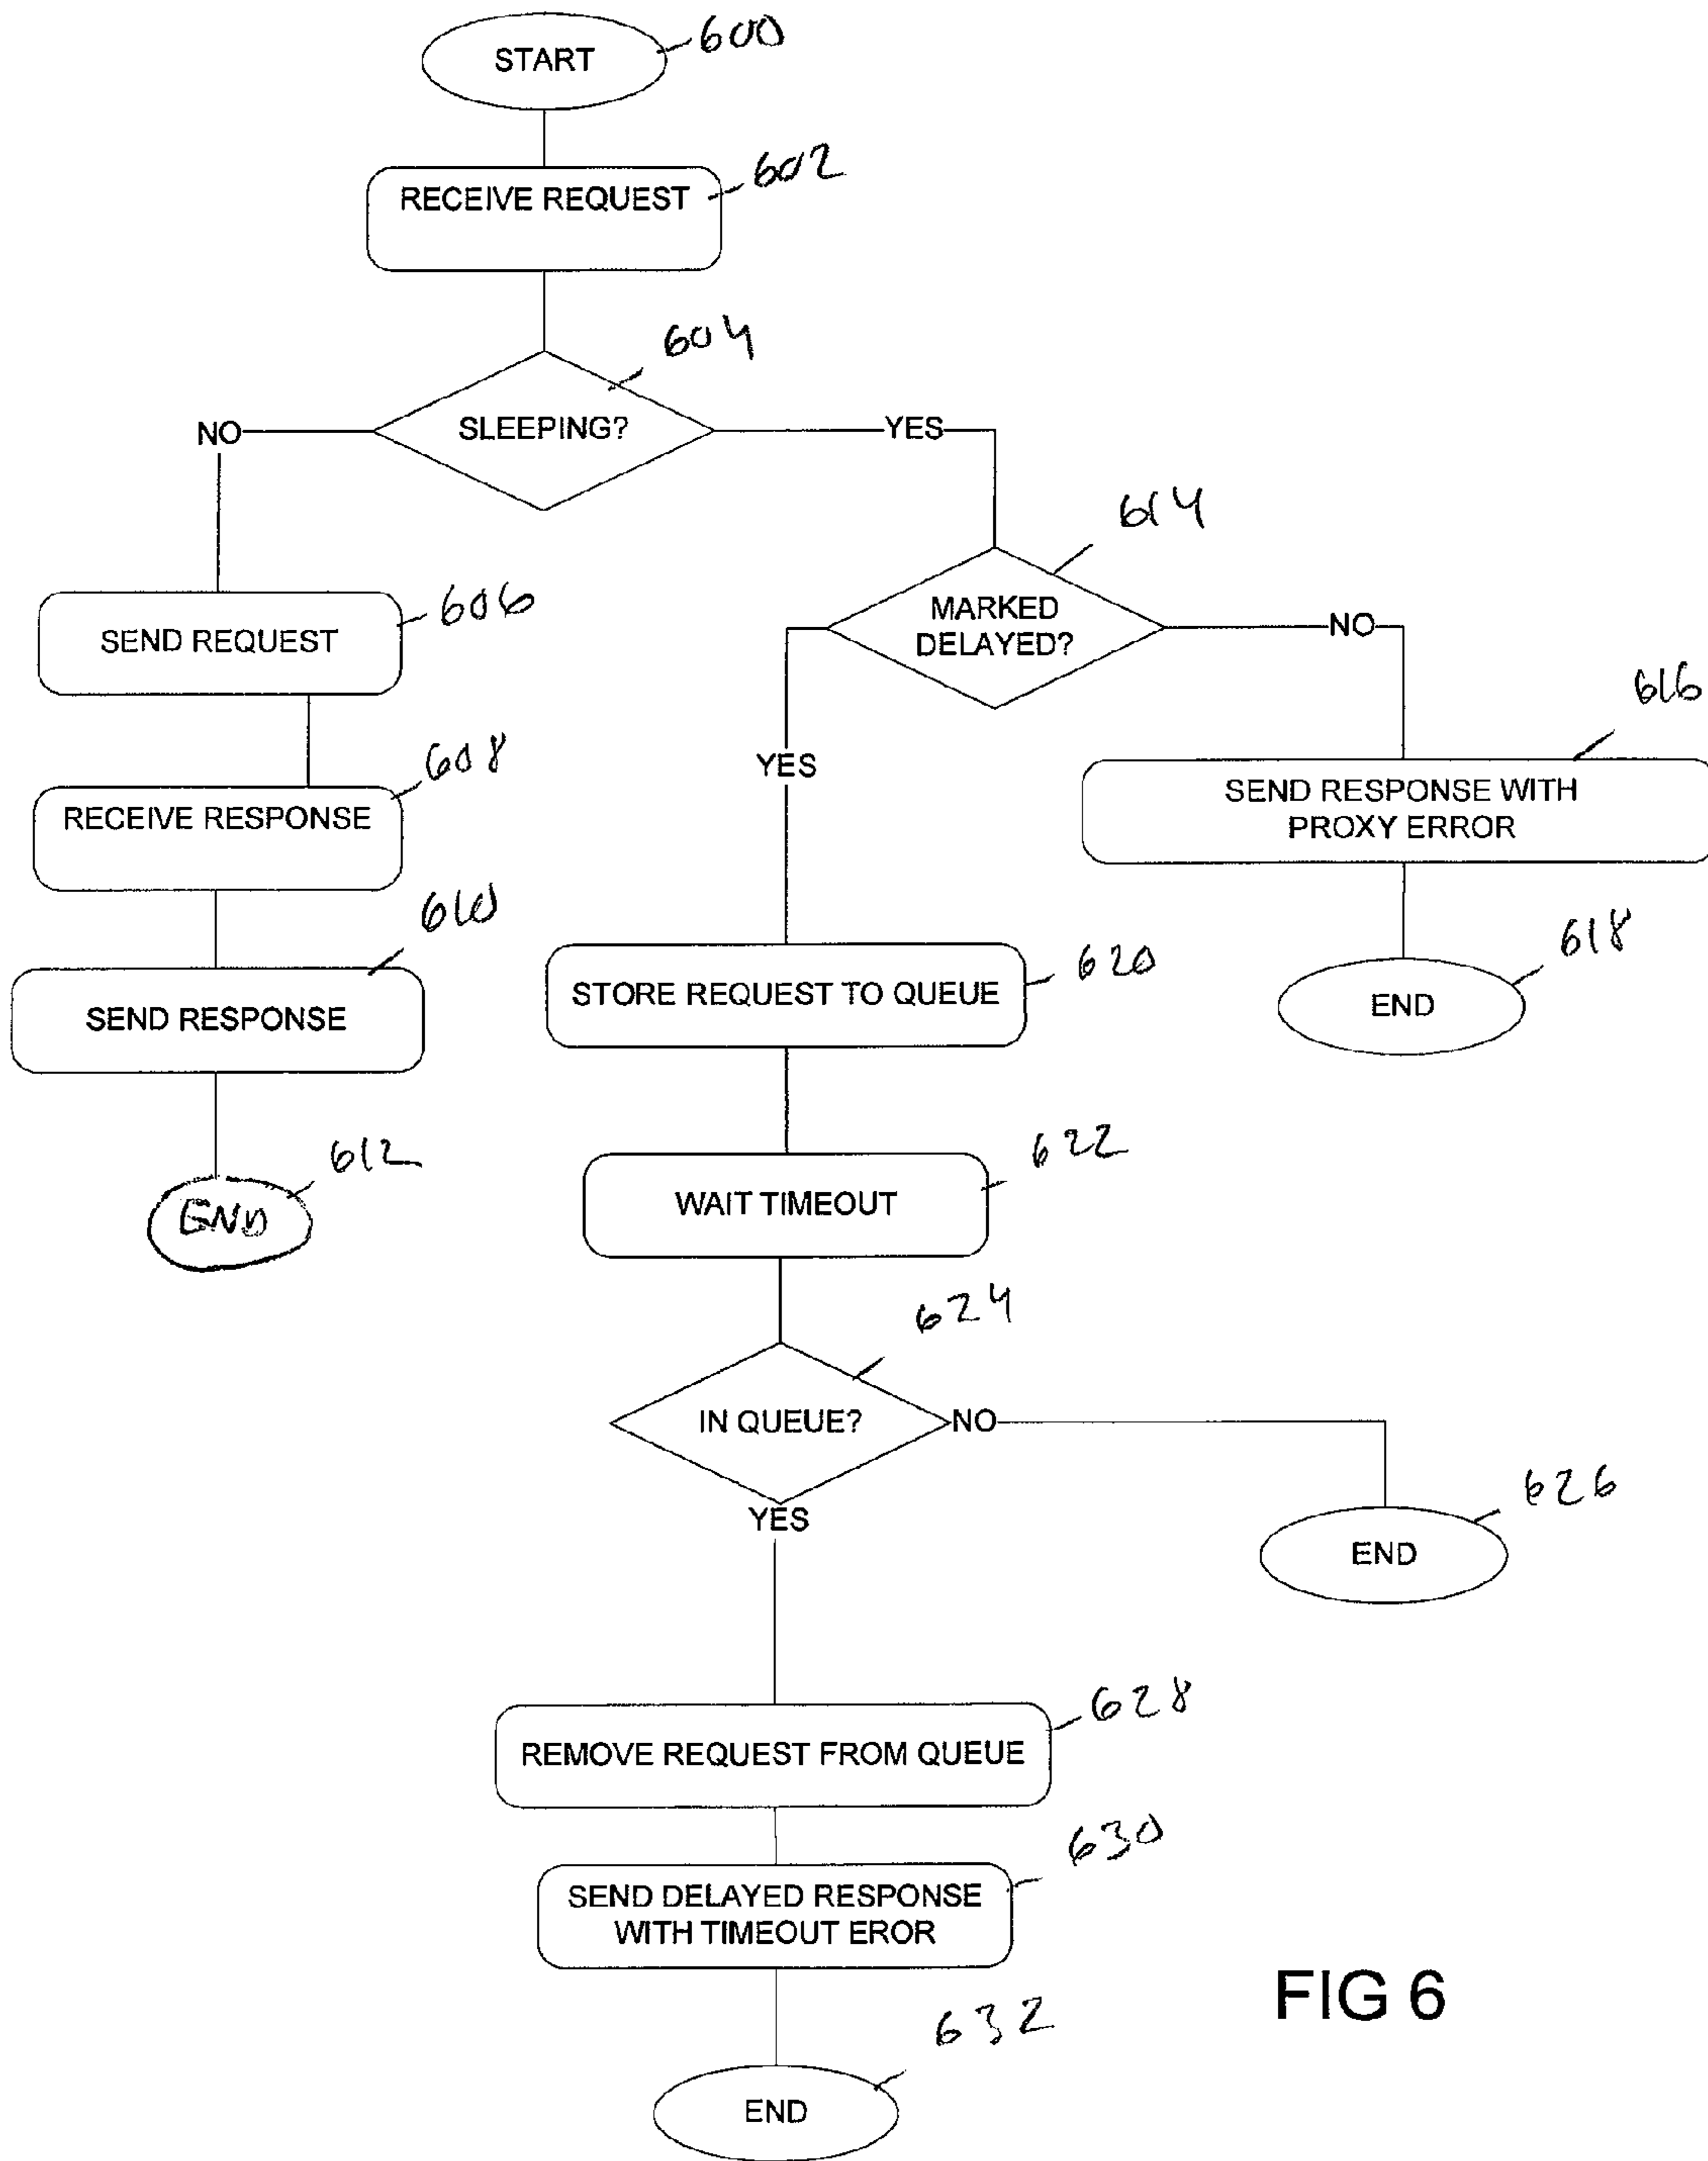 START
600
RECEIVE REQUEST
602
604
SLEEPING?
NO
YES
614
MARKED
DELAYED?
NO
606
SEND REQUEST
616
YES
608
RECEIVE RESPONSE
SEND RESPONSE WITH
PROXY ERROR
610
SEND RESPONSE
618
END
620
STORE REQUEST TO QUEUE
612
END
622
WAIT TIMEOUT
624
IN QUEUE?
NO
YES
626
END
628
REMOVE REQUEST FROM QUEUE
630
SEND DELAYED RESPONSE
WITH TIMEOUT EROR
632
END
FIG 6